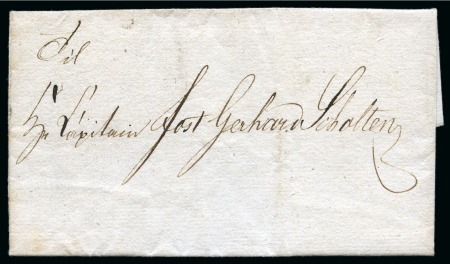 Til
Hr Capitain Jost Gerhard Scholten